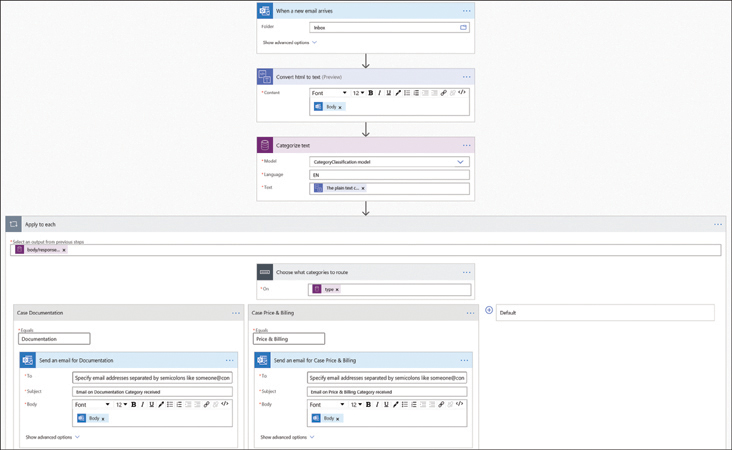 When a new email arrives
Folder
Inbox
Show advanced options
Convert html to text (Preview)
*Content
Font 12 B I U
Body x
Categorize text
*Model
CategoryClassification model
*Language
EN
*Text
The plain text c... x
Apply to each
*Select an output from previous steps
body/response... x
Choose what categories to route
*On
type x
Case Documentation
*Equals
Documentation
Send an email for Documentation
*To
Specify email addresses separated by semicolons like someone@con
*Subject
Email on Documentation Category received
*Body
Font 12 B I U
Body x
Show advanced options
Case Price & Billing
*Equals
Price & Billing
Send an email for Case Price & Billing
*To
Specify email addresses separated by semicolons like someone@con
*Subject
Email on Price & Billing Category received
*Body
Font 12 B I U
Body x
Show advanced options
Default